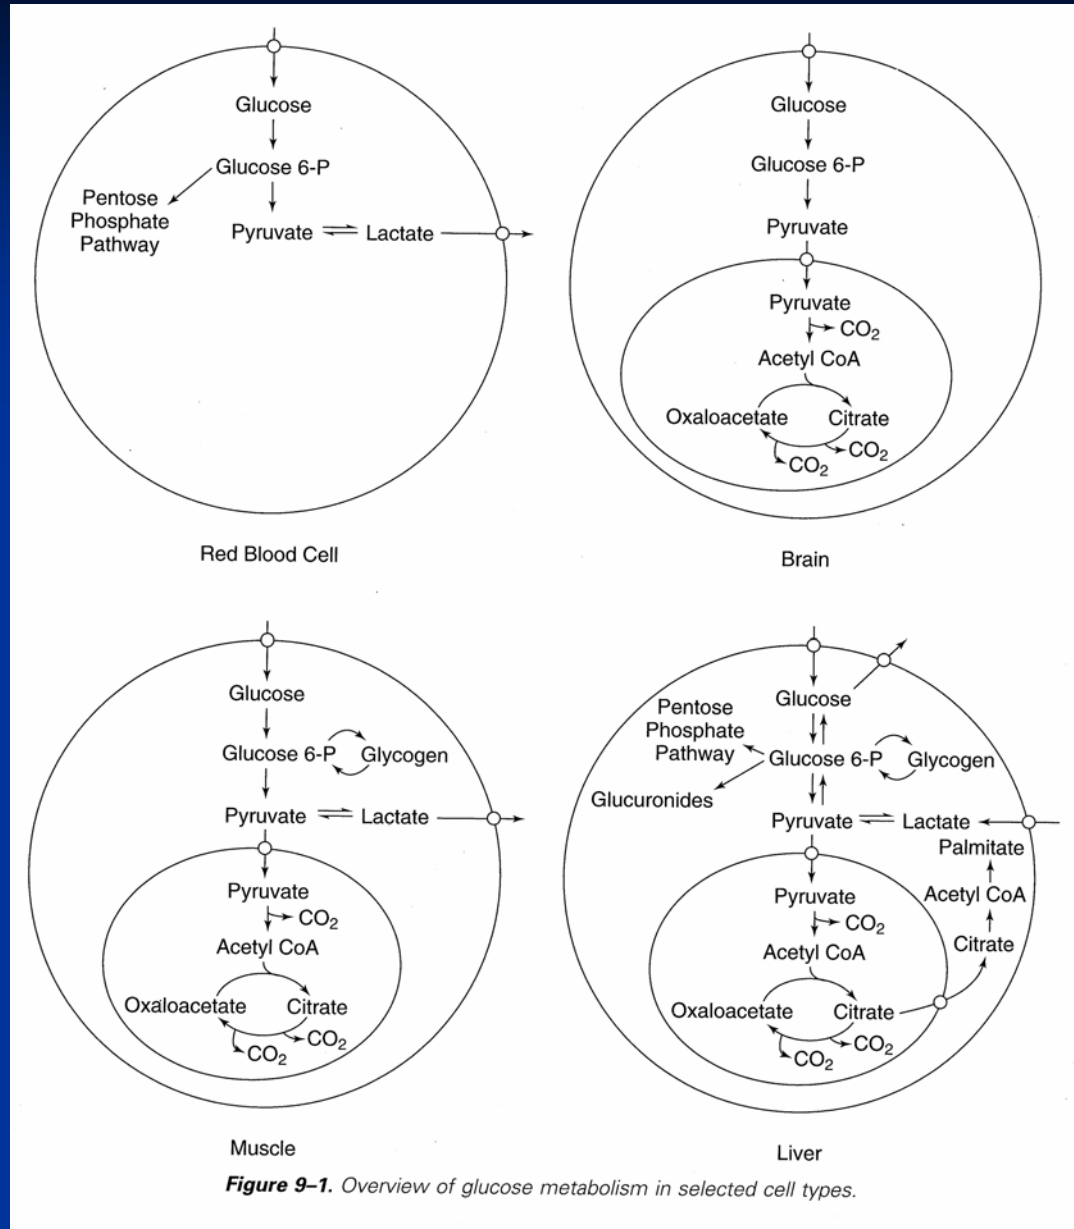 Glucose
Glucose 6-P
Pentose
Phosphate
Pathway
Pyruvate ⇌ Lactate
Red Blood Cell
Glucose
Glucose 6-P
Pyruvate
Pyruvate
CO₂
Acetyl CoA
Oxaloacetate Citrate
CO₂
CO₂
Brain
Glucose
Glucose 6-P Glycogen
Pyruvate ⇌ Lactate
Pyruvate
CO₂
Acetyl CoA
Oxaloacetate Citrate
CO₂
CO₂
Muscle
Glucose
Pentose
Phosphate
Pathway
Glucose 6-P Glycogen
Glucuronides
Pyruvate ⇌ Lactate
Palmitate
Acetyl CoA
Citrate
Pyruvate
CO₂
Acetyl CoA
Oxaloacetate Citrate
CO₂
CO₂
Liver
Figure 9–1. Overview of glucose metabolism in selected cell types.